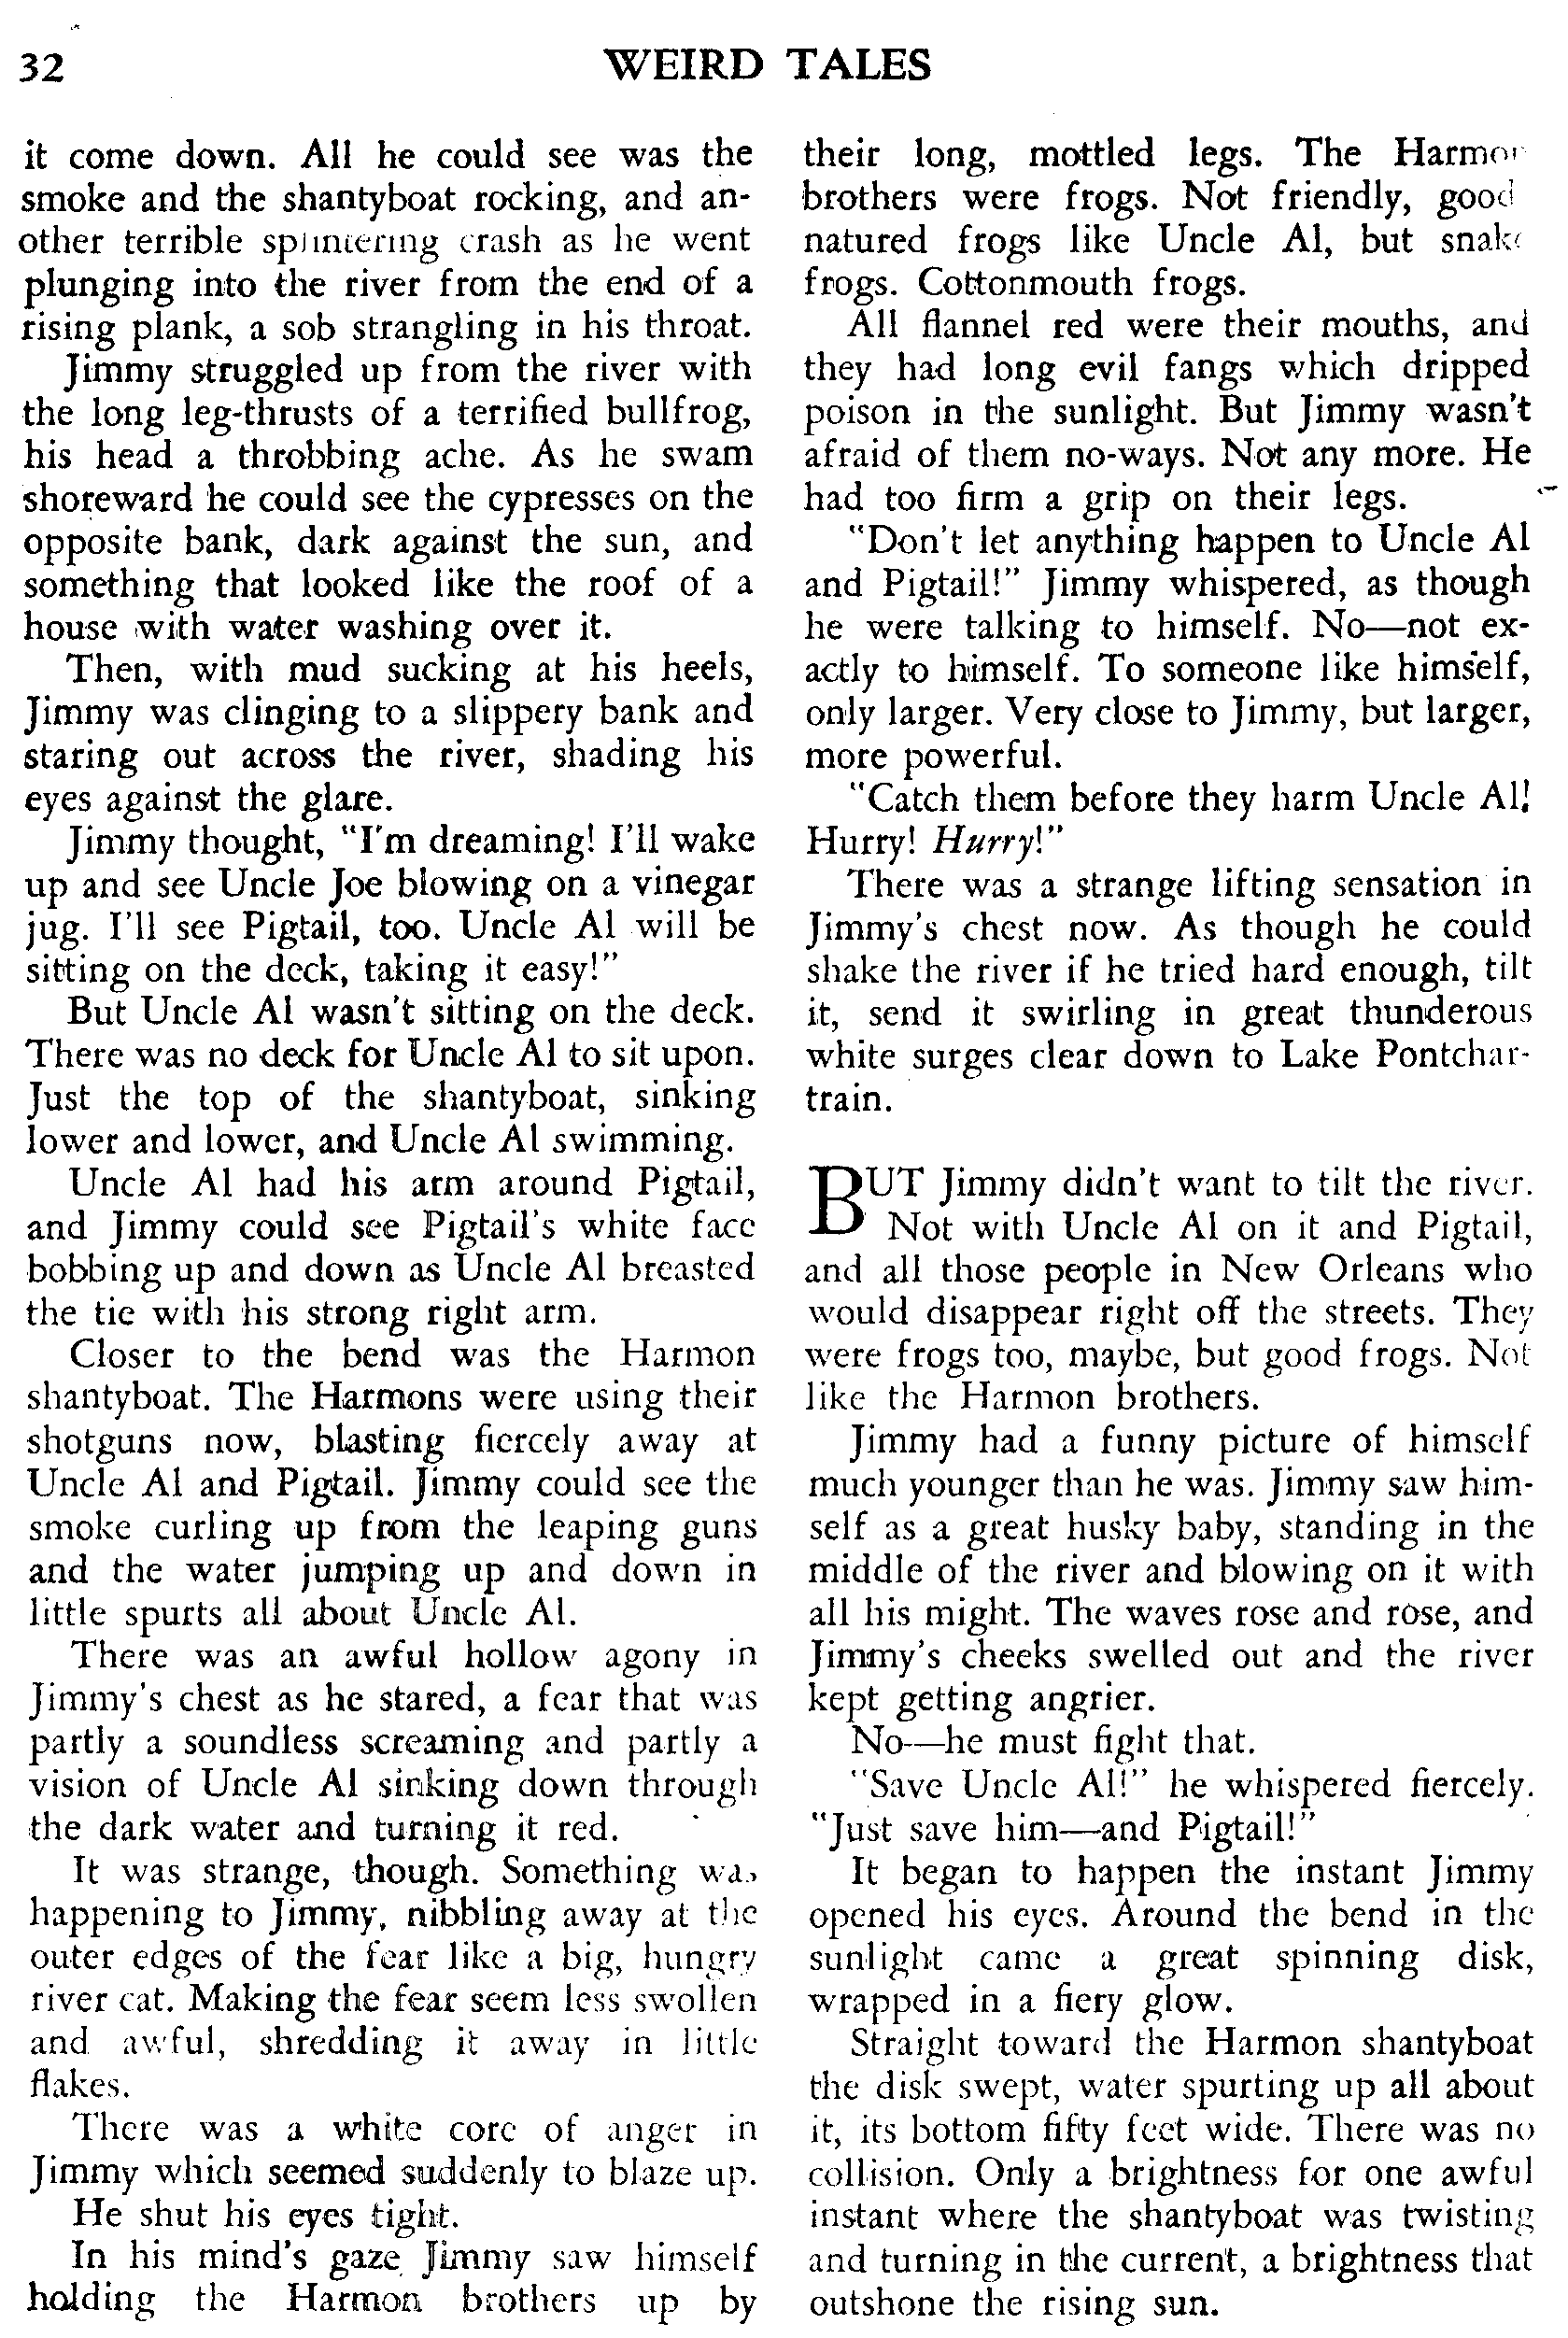 32
WEIRD TALES
it come down. All he could see was the
smoke and the shantyboat rocking, and an-
other terrible splintering crash as he went
plunging into the river from the end of a
rising plank, a sob strangling in his throat.
Jimmy struggled up from the river with
the long leg-thrusts of a terrified bullfrog,
his head a throbbing ache. As he swam
shoreward he could see the cypresses on the
opposite bank, dark against the sun, and
something that looked like the roof of a
house with water washing over it.
Then, with mud sucking at his heels,
Jimmy was clinging to a slippery bank and
staring out across the river, shading his
eyes against the glare.
Jimmy thought, "I'm dreaming! I'll wake
up and see Uncle Joe blowing on a vinegar
jug. I'll see Pigtail, too. Uncle Al will be
sitting on the deck, taking it easy!"
But Uncle Al wasn't sitting on the deck.
There was no deck for Uncle Al to sit upon.
Just the top of the shantyboat, sinking
lower and lower, and Uncle Al swimming.
Uncle Al had his arm around Pigtail,
and Jimmy could see Pigtail's white face
bobbing up and down as Uncle Al breasted
the tie with his strong right arm.
Closer to the bend was the Harmon
shantyboat. The Harmons were using their
shotguns now, blasting fiercely away at
Uncle Al and Pigtail. Jimmy could see the
smoke curling up from the leaping guns
and the water jumping up and down in
little spurts all about Uncle Al.
There was an awful hollow agony in
Jimmy's chest as he stared, a fear that was
partly a soundless screaming and partly a
vision of Uncle Al sinking down through
the dark water and turning it red.
It was strange, though. Something was
happening to Jimmy, nibbling away at the
outer edges of the fear like a big, hungry
river cat. Making the fear seem less swollen
and awful, shredding it away in little
flakes.
There was a white core of anger in
Jimmy which seemed suddenly to blaze up.
He shut his eyes tight.
In his mind's gaze Jimmy saw himself
holding the Harmon brothers up by
their long, mottled legs. The Harmon
brothers were frogs. Not friendly, good
natured frogs like Uncle Al, but snake
frogs. Cottonmouth frogs.
All flannel red were their mouths, and
they had long evil fangs which dripped
poison in the sunlight. But Jimmy wasn't
afraid of them no-ways. Not any more. He
had too firm a grip on their legs.
"Don't let anything happen to Uncle Al
and Pigtail!" Jimmy whispered, as though
he were talking to himself. No—not ex-
actly to himself. To someone like himself,
only larger. Very close to Jimmy, but larger,
more powerful.
"Catch them before they harm Uncle Al!
Hurry! Hurry!"
There was a strange lifting sensation in
Jimmy's chest now. As though he could
shake the river if he tried hard enough, tilt
it, send it swirling in great thunderous
white surges clear down to Lake Pontchar-
train.
BUT Jimmy didn't want to tilt the river.
Not with Uncle Al on it and Pigtail,
and all those people in New Orleans who
would disappear right off the streets. They
were frogs too, maybe, but good frogs. Not
like the Harmon brothers.
Jimmy had a funny picture of himself
much younger than he was. Jimmy saw him-
self as a great husky baby, standing in the
middle of the river and blowing on it with
all his might. The waves rose and rose, and
Jimmy's cheeks swelled out and the river
kept getting angrier.
No—he must fight that.
"Save Uncle Al!" he whispered fiercely.
"Just save him—and Pigtail!"
It began to happen the instant Jimmy
opened his eyes. Around the bend in the
sunlight came a great spinning disk,
wrapped in a fiery glow.
Straight toward the Harmon shantyboat
the disk swept, water spurting up all about
it, its bottom fifty feet wide. There was no
collision. Only a brightness for one awful
instant where the shantyboat was twisting
and turning in the current, a brightness that
outshone the rising sun.